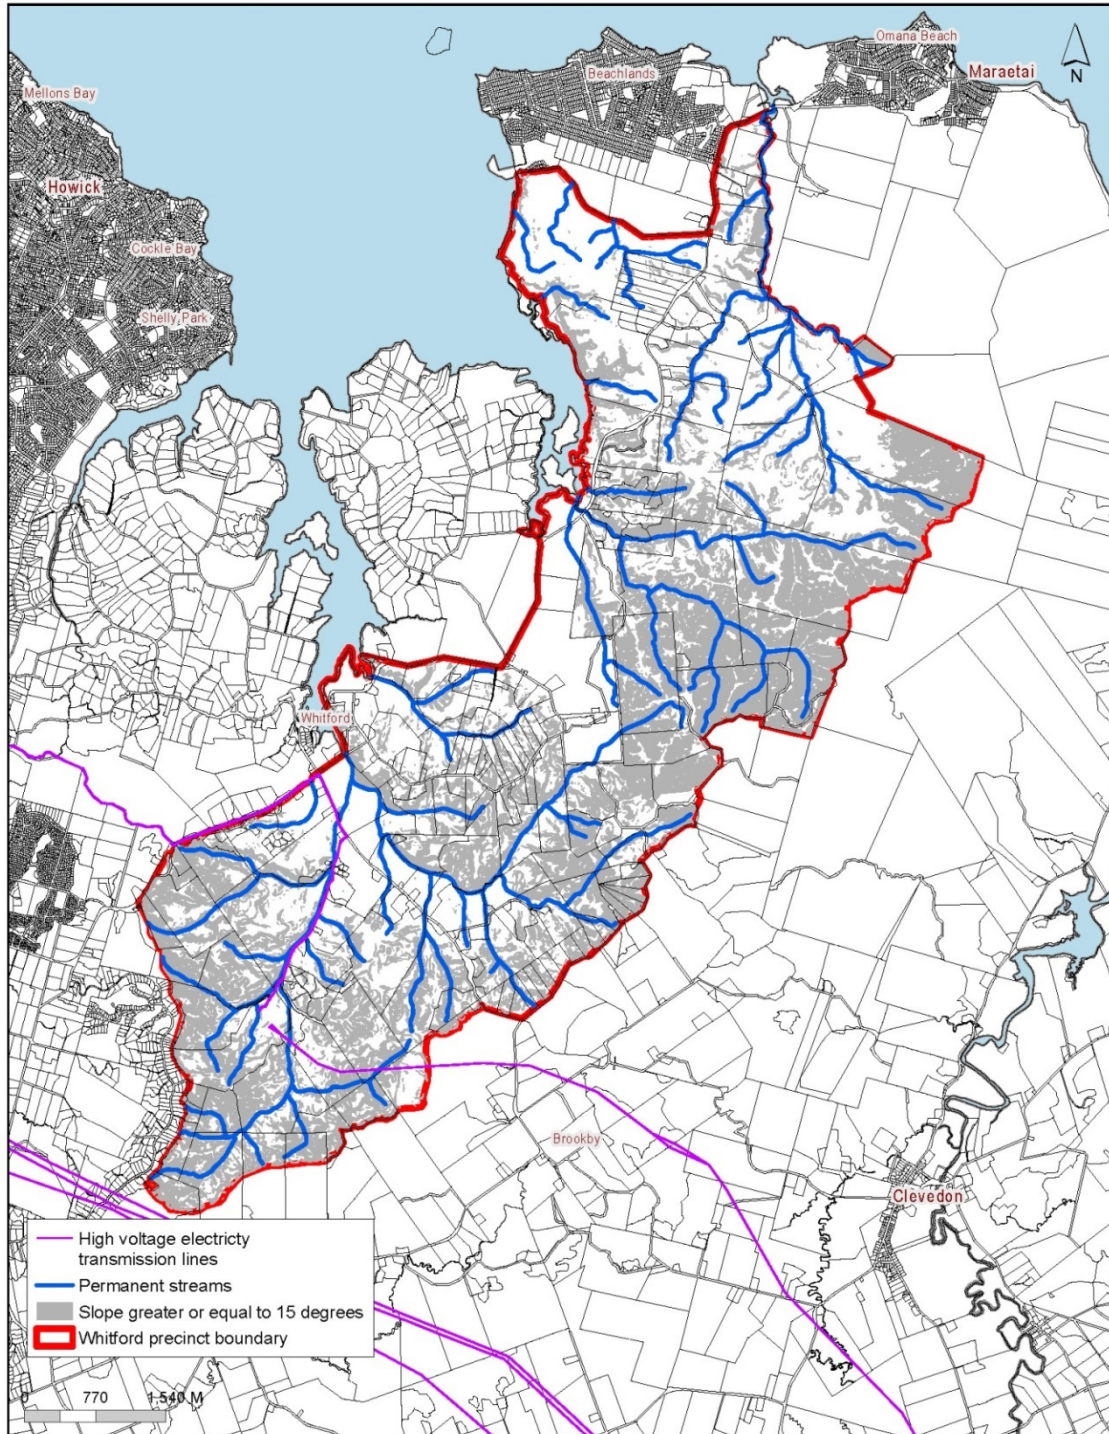 Omana Beach
Maraetai
N
Beachlands
Mellons Bay
Howick
Cockle Bay
Shelly Park
Whitford
Brookby
Clevedon
High voltage electricty
transmission lines
Permanent streams
Slope greater or equal to 15 degrees
Whitford precinct boundary
0 770 1,540 M